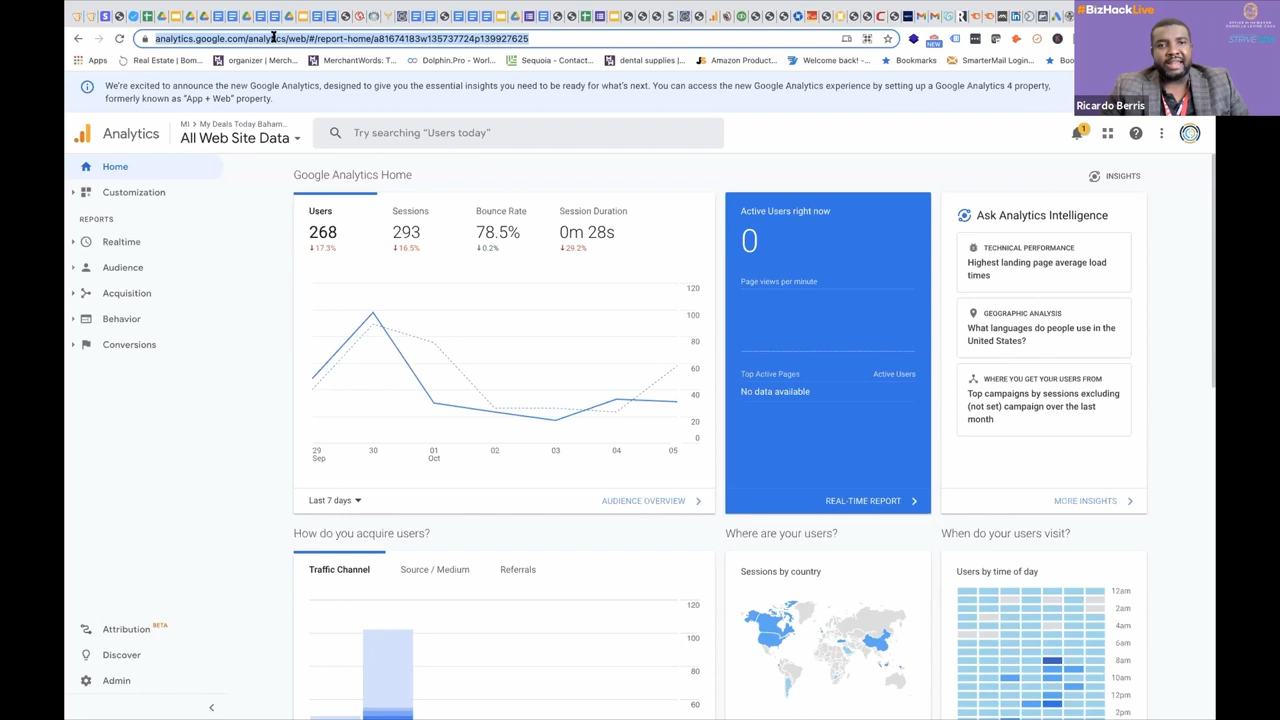 #BizHackLive
STRIVE
Ricardo Berris
analytics.google.com/analytics/web/#/report-home/a81674183w135737724p139927625
NEW
Apps
Real Estate | Bom...
organizer | Merch...
MerchantWords: T...
Dolphin.Pro - Worl...
Sequoia - Contact...
dental supplies |...
Amazon Product...
Welcome back! -...
Bookmarks
SmarterMail Login...
We're excited to announce the new Google Analytics, designed to give you the essential insights you need to be ready for what's next. You can access the new Google Analytics experience by setting up a Google Analytics 4 property,
formerly known as "App + Web" property.
Analytics
MI > My Deals Today Baham...
All Web Site Data
Try searching "Users today"
1
Home
Customization
REPORTS
Realtime
Audience
Acquisition
Behavior
Conversions
Attribution BETA
Discover
Admin
Google Analytics Home
INSIGHTS
Users
268
↓17.3%
Sessions
293
↓16.5%
Bounce Rate
78.5%
↓0.2%
Session Duration
0m 28s
↓29.2%
120
100
80
60
40
20
0
29
Sep
30
01
Oct
02
03
04
05
Last 7 days
AUDIENCE OVERVIEW
Active Users right now
0
Page views per minute
Top Active Pages
Active Users
No data available
REAL-TIME REPORT
Ask Analytics Intelligence
TECHNICAL PERFORMANCE
Highest landing page average load
times
GEOGRAPHIC ANALYSIS
What languages do people use in the
United States?
WHERE YOU GET YOUR USERS FROM
Top campaigns by sessions excluding
(not set) campaign over the last
month
MORE INSIGHTS
How do you acquire users?
Traffic Channel
Source / Medium
Referrals
120
100
80
60
Where are your users?
Sessions by country
When do your users visit?
Users by time of day
12am
2am
4am
6am
8am
10am
12pm
2pm